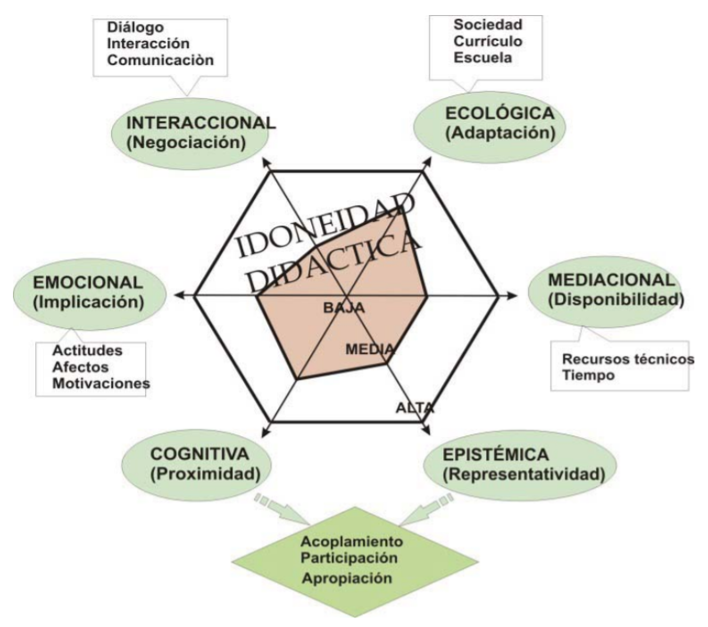 Diálogo
Interacción
Comunicaciòn
Sociedad
Currículo
Escuela
INTERACCIONAL
(Negociación)
ECOLÓGICA
(Adaptación)
IDONEIDAD
DIDACTICA
EMOCIONAL
(Implicación)
MEDIACIONAL
(Disponibilidad)
BAJA
MEDIA
ALTA
Actitudes
Afectos
Motivaciones
Recursos técnicos
Tiempo
COGNITIVA
(Proximidad)
EPISTÉMICA
(Representatividad)
Acoplamiento
Participación
Apropiación